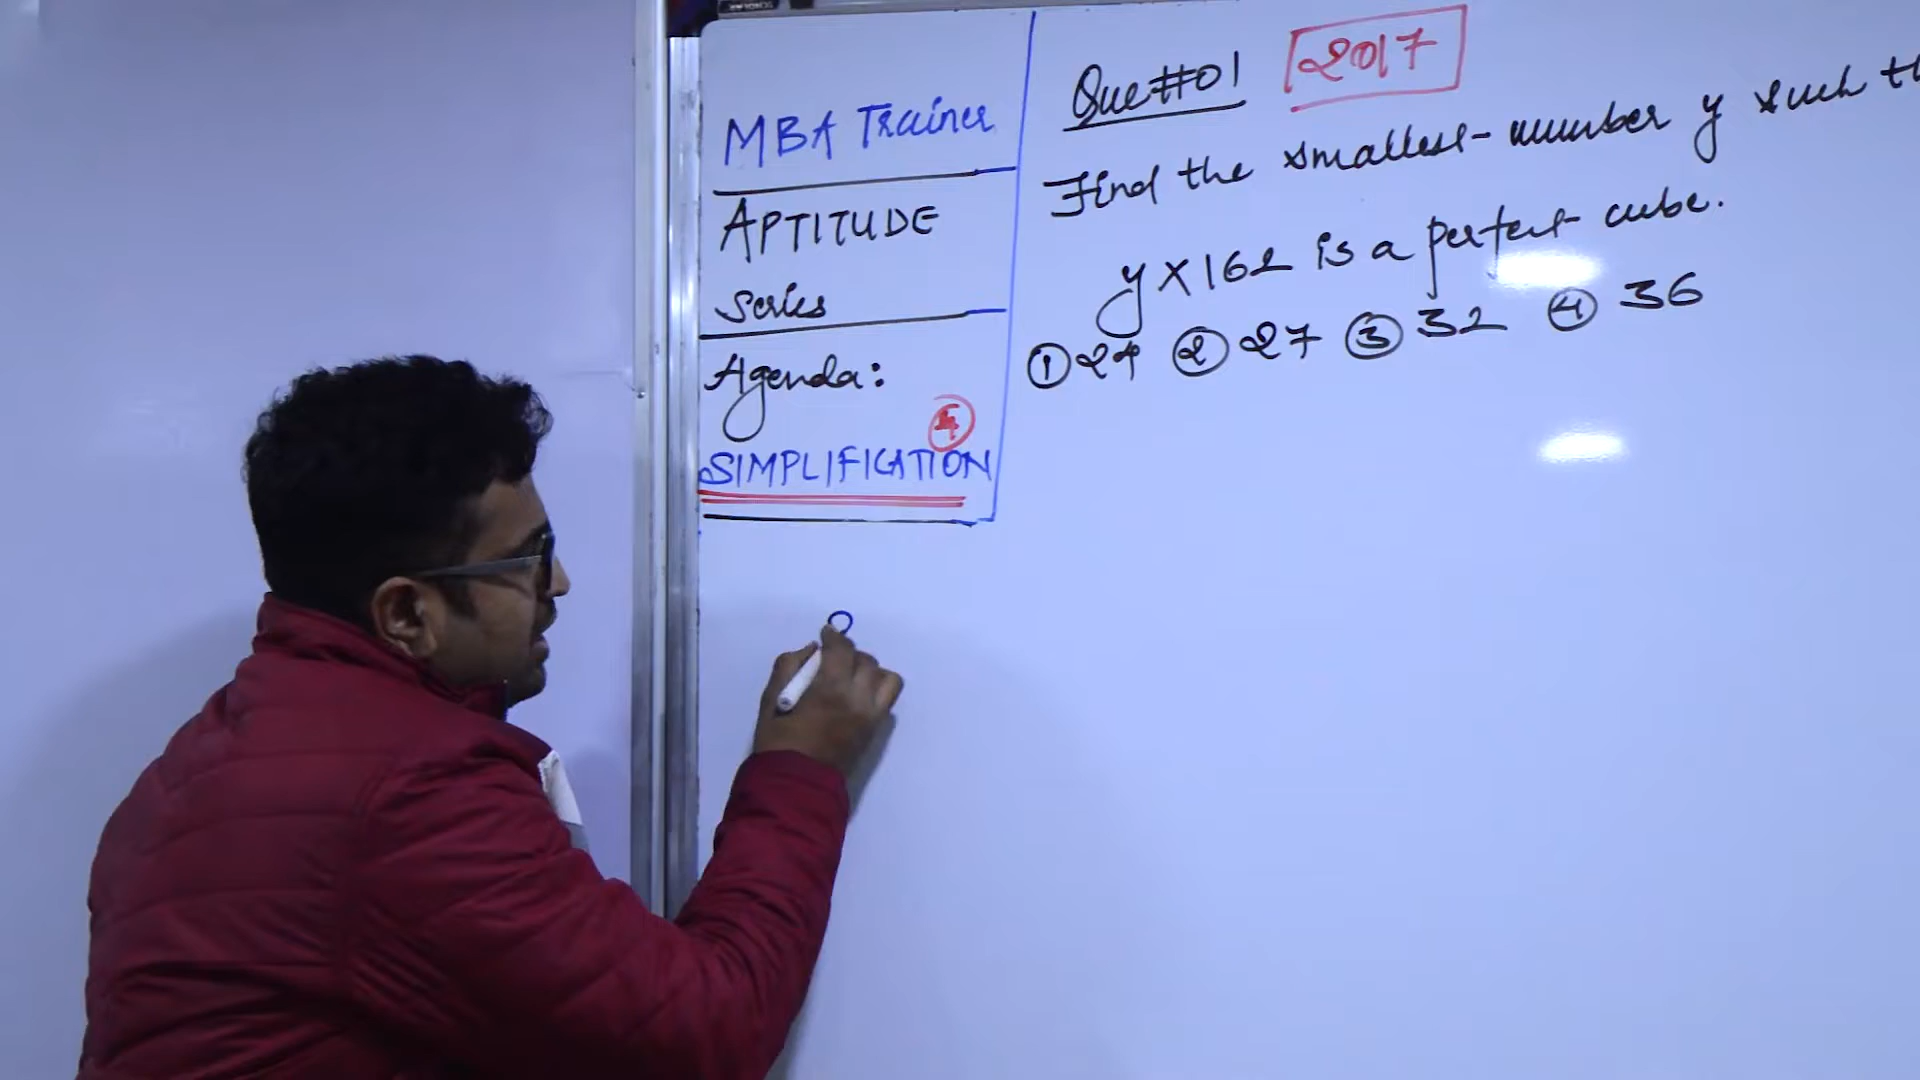 MBA Trainer
APTITUDE
Series
Agenda:
4
SIMPLIFICATION
Que#01 2017
Find the smallest number y such th
y X 162 is a perfect cube.
① 24 ② 27 ③ 32 ④ 36